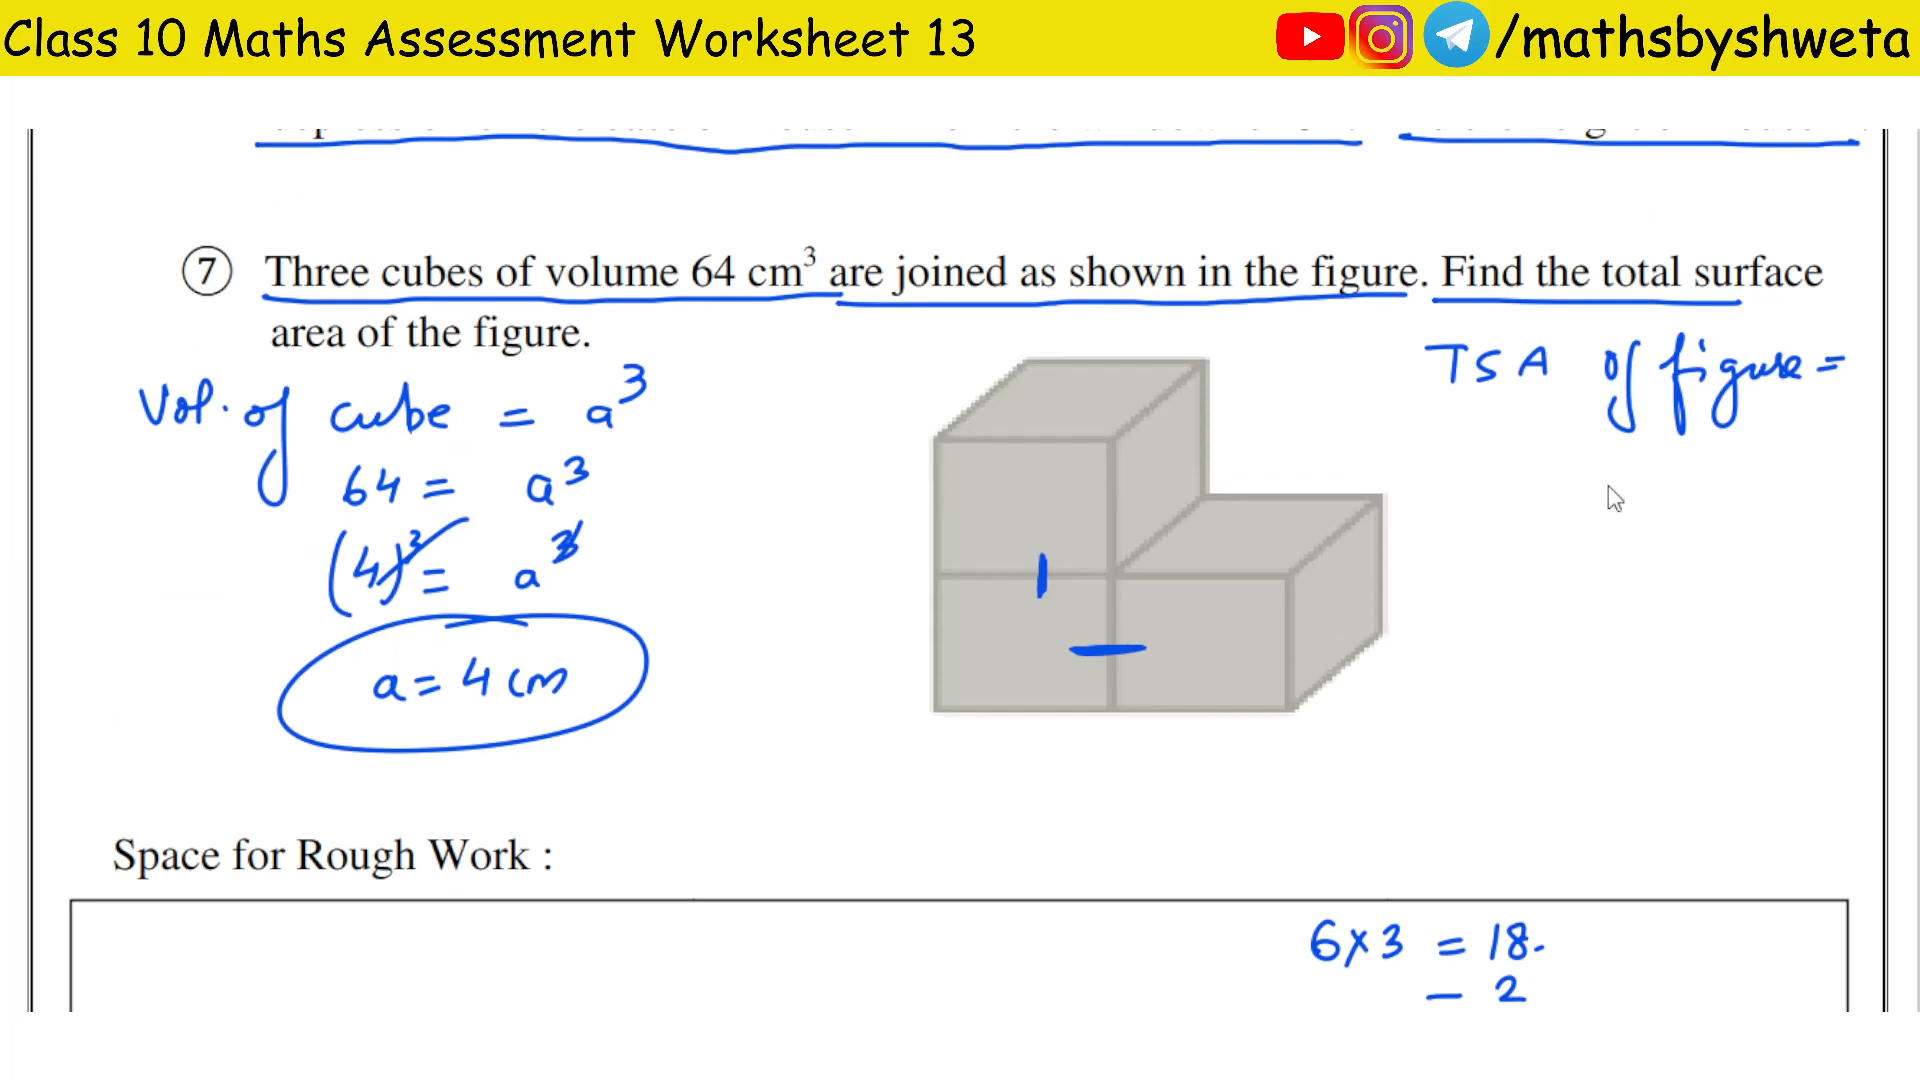 Class 10 Maths Assessment Worksheet 13
/mathsbyshweta
7 Three cubes of volume 64 cm³ are joined as shown in the figure. Find the total surface
area of the figure.
TSA of figure =
Vol. of cube = a³
64 = a³
(4)³ = a³
a = 4 cm
Space for Rough Work :
6×3 = 18.
– 2